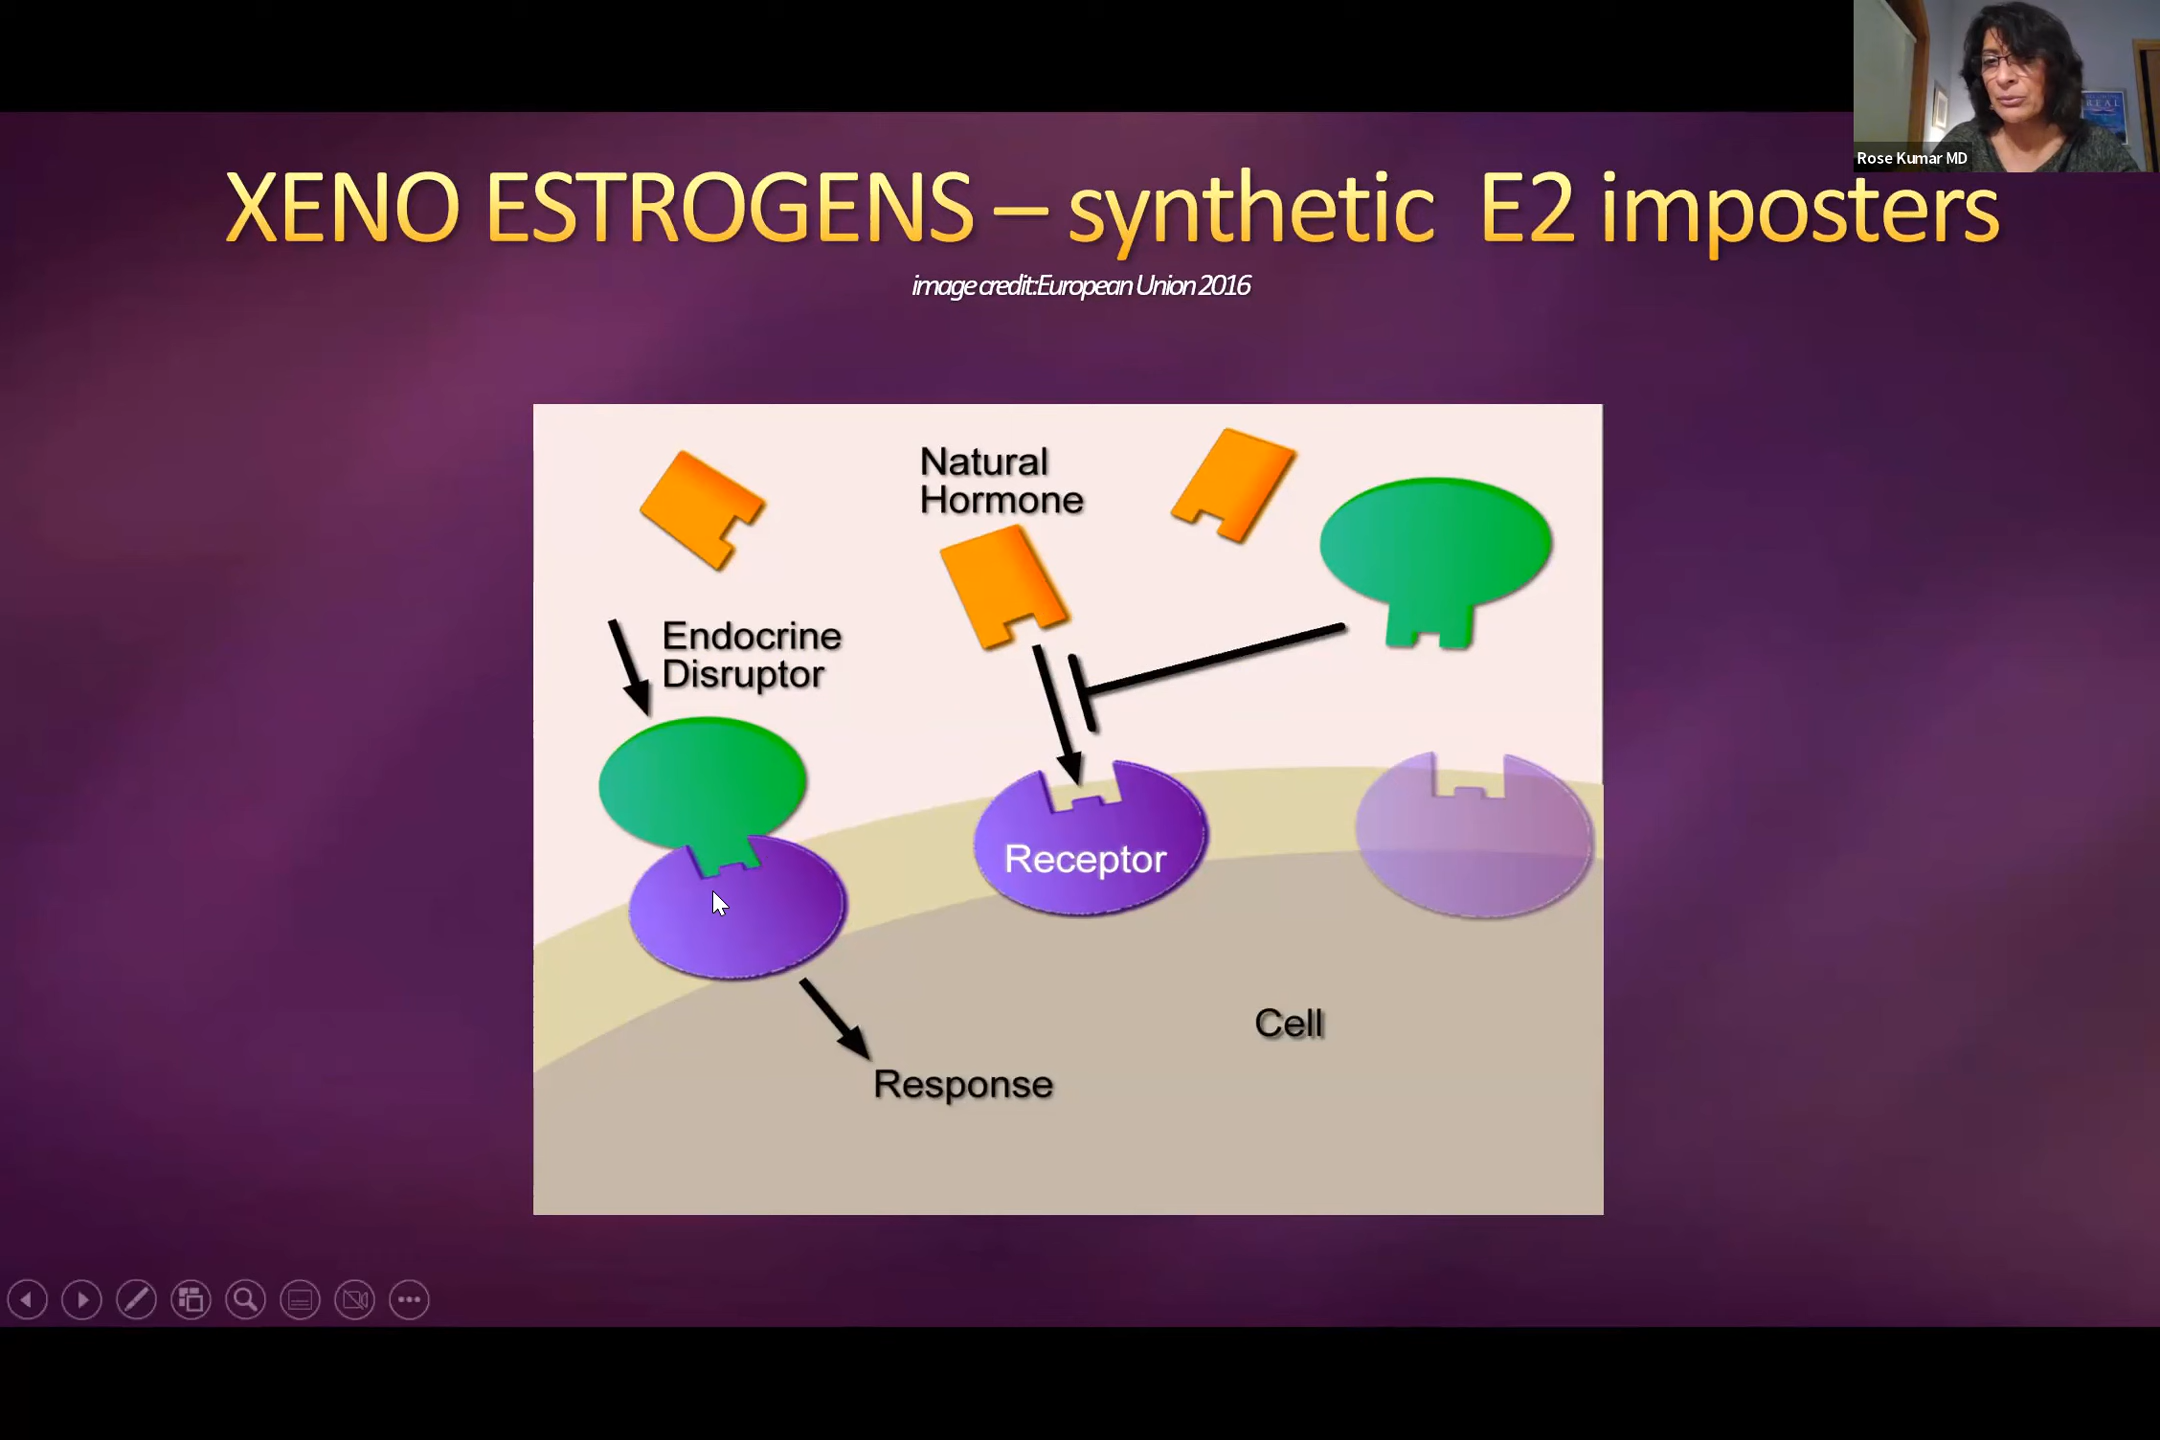 Rose Kumar MD
XENO ESTROGENS – synthetic E2 imposters
image credit:European Union 2016
Natural
Hormone
Endocrine
Disruptor
Receptor
Cell
Response
REAL